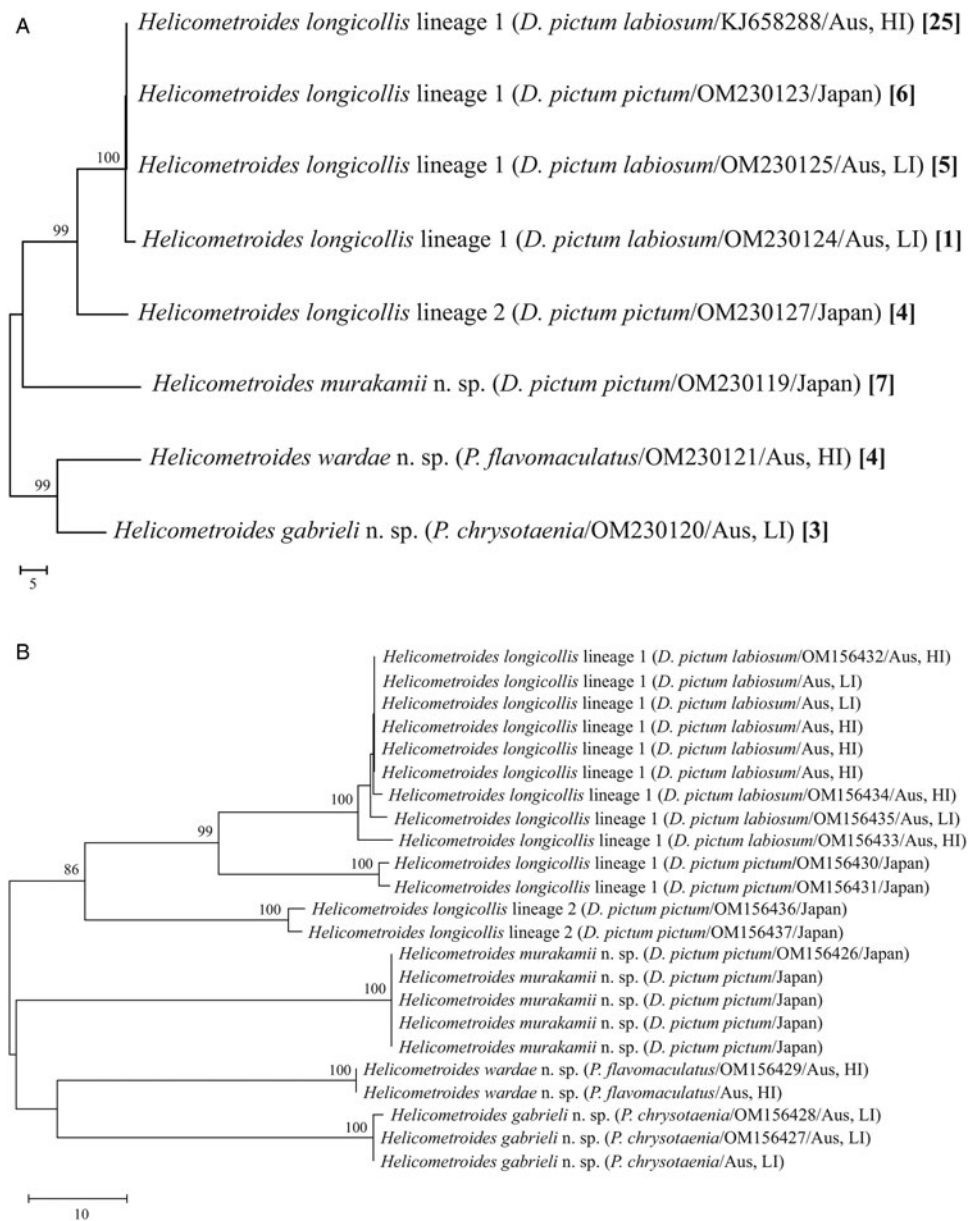 A
Helicometroides longicollis lineage 1 (D. pictum labiosum/KJ658288/Aus, HI) [25]
Helicometroides longicollis lineage 1 (D. pictum pictum/OM230123/Japan) [6]
100
Helicometroides longicollis lineage 1 (D. pictum labiosum/OM230125/Aus, LI) [5]
99
Helicometroides longicollis lineage 1 (D. pictum labiosum/OM230124/Aus, LI) [1]
Helicometroides longicollis lineage 2 (D. pictum pictum/OM230127/Japan) [4]
Helicometroides murakamii n. sp. (D. pictum pictum/OM230119/Japan) [7]
Helicometroides wardae n. sp. (P. flavomaculatus/OM230121/Aus, HI) [4]
99
Helicometroides gabrieli n. sp. (P. chrysotaenia/OM230120/Aus, LI) [3]
5
B
Helicometroides longicollis lineage 1 (D. pictum labiosum/OM156432/Aus, HI)
Helicometroides longicollis lineage 1 (D. pictum labiosum/Aus, LI)
Helicometroides longicollis lineage 1 (D. pictum labiosum/Aus, LI)
Helicometroides longicollis lineage 1 (D. pictum labiosum/Aus, HI)
Helicometroides longicollis lineage 1 (D. pictum labiosum/Aus, HI)
Helicometroides longicollis lineage 1 (D. pictum labiosum/Aus, HI)
Helicometroides longicollis lineage 1 (D. pictum labiosum/OM156434/Aus, HI)
100
Helicometroides longicollis lineage 1 (D. pictum labiosum/OM156435/Aus, LI)
99
Helicometroides longicollis lineage 1 (D. pictum labiosum/OM156433/Aus, HI)
100
Helicometroides longicollis lineage 1 (D. pictum pictum/OM156430/Japan)
86
Helicometroides longicollis lineage 1 (D. pictum pictum/OM156431/Japan)
100
Helicometroides longicollis lineage 2 (D. pictum pictum/OM156436/Japan)
Helicometroides longicollis lineage 2 (D. pictum pictum/OM156437/Japan)
Helicometroides murakamii n. sp. (D. pictum pictum/OM156426/Japan)
Helicometroides murakamii n. sp. (D. pictum pictum/Japan)
100
Helicometroides murakamii n. sp. (D. pictum pictum/Japan)
Helicometroides murakamii n. sp. (D. pictum pictum/Japan)
Helicometroides murakamii n. sp. (D. pictum pictum/Japan)
100
Helicometroides wardae n. sp. (P. flavomaculatus/OM156429/Aus, HI)
Helicometroides wardae n. sp. (P. flavomaculatus/Aus, HI)
Helicometroides gabrieli n. sp. (P. chrysotaenia/OM156428/Aus, LI)
100
Helicometroides gabrieli n. sp. (P. chrysotaenia/OM156427/Aus, LI)
Helicometroides gabrieli n. sp. (P. chrysotaenia/Aus, LI)
10